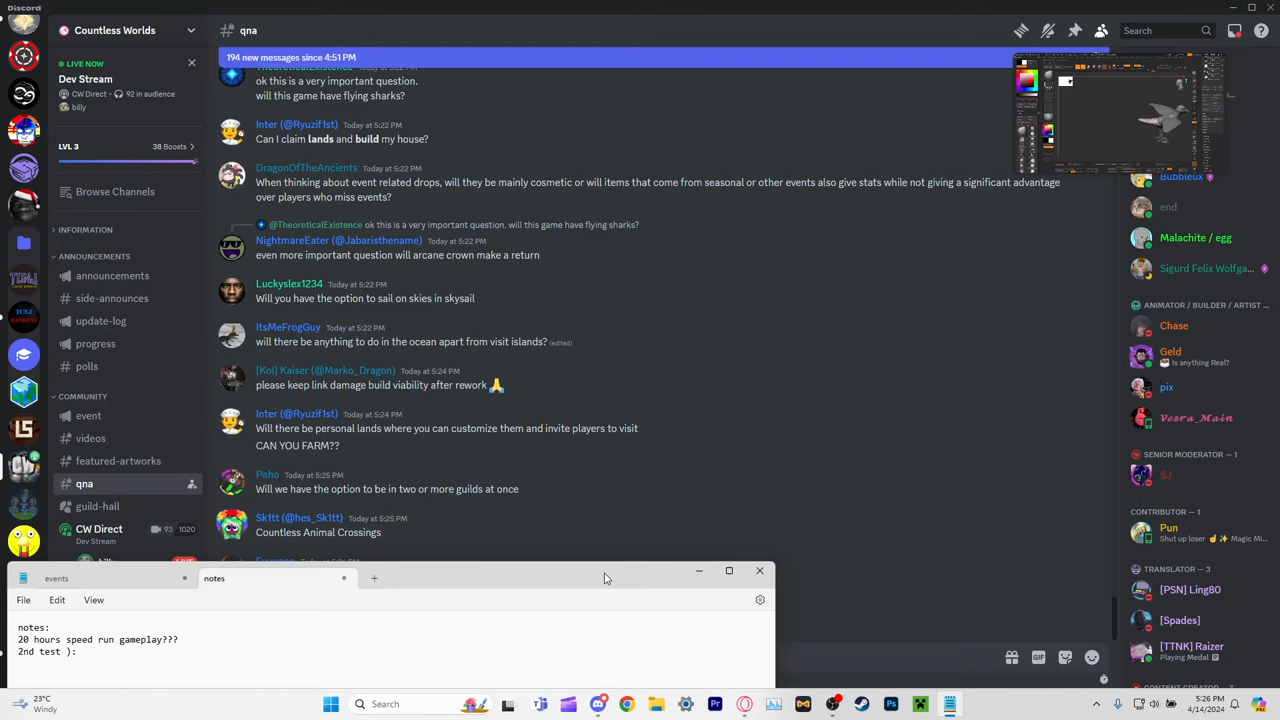 Discord
Countless Worlds
qna
Search
194 new messages since 4:51 PM
LIVE NOW
Dev Stream
CW Direct • 92 in audience
billy
LVL 3
38 Boosts
Browse Channels
INFORMATION
ANNOUNCEMENTS
announcements
side-announcements
update-log
progress
polls
COMMUNITY
event
videos
featured-artworks
qna
guild-hall
CW Direct
93 1020
Dev Stream
TheoreticalExistence Today at 5:22 PM
ok this is a very important question.
will this game have flying sharks?
Inter (@Ryuzif1st) Today at 5:22 PM
Can I claim lands and build my house?
DragonOfTheAncients Today at 5:22 PM
When thinking about event related drops, will they be mainly cosmetic or will items that come from seasonal or other events also give stats while not giving a significant advantage
over players who miss events?
@TheoreticalExistence ok this is a very important question. will this game have flying sharks?
NightmareEater (@Jabaristhename) Today at 5:22 PM
even more important question will arcane crown make a return
Luckyslex1234 Today at 5:22 PM
Will you have the option to sail on skies in skysail
ItsMeFrogGuy Today at 5:22 PM
will there be anything to do in the ocean apart from visit islands? (edited)
[KoI] Kaiser (@Marko_Dragon) Today at 5:24 PM
please keep link damage build viability after rework 🙏
Inter (@Ryuzif1st) Today at 5:24 PM
Will there be personal lands where you can customize them and invite players to visit
CAN YOU FARM??
Paho Today at 5:25 PM
Will we have the option to be in two or more guilds at once
Sk1tt (@hes_Sk1tt) Today at 5:25 PM
Countless Animal Crossings
Bubbleux
end
Malachite / egg
Sigurd Felix Wolfga...
ANIMATOR / BUILDER / ARTIST ...
Chase
Geld
Is anything Real?
pix
Vesra_Main
SENIOR MODERATOR — 1
SJ
CONTRIBUTOR — 1
Pun
Shut up loser ☝✨ Magic Mi...
TRANSLATOR — 3
[PSN] Ling80
[Spades]
[TTNK] Raizer
Playing Medal
events
notes
File
Edit
View
notes:
20 hours speed run gameplay???
2nd test ):
GIF
23°C
Windy
Search
5:26 PM
4/14/2024